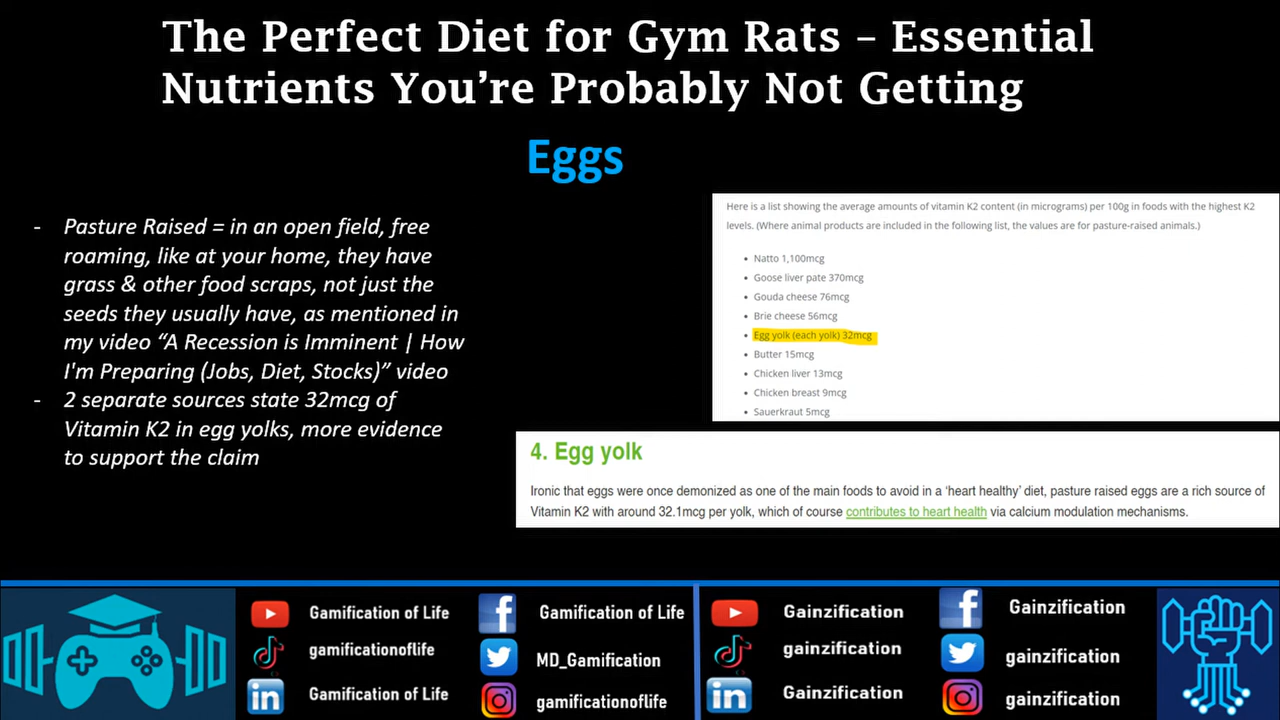 The Perfect Diet for Gym Rats – Essential
Nutrients You're Probably Not Getting
Eggs
- Pasture Raised = in an open field, free
roaming, like at your home, they have
grass & other food scraps, not just the
seeds they usually have, as mentioned in
my video “A Recession is Imminent | How
I'm Preparing (Jobs, Diet, Stocks)” video
- 2 separate sources state 32mcg of
Vitamin K2 in egg yolks, more evidence
to support the claim
Here is a list showing the average amounts of vitamin K2 content (in micrograms) per 100g in foods with the highest K2
levels. (Where animal products are included in the following list, the values are for pasture-raised animals.)
• Natto 1,100mcg
• Goose liver pate 370mcg
• Gouda cheese 76mcg
• Brie cheese 56mcg
• Egg yolk (each yolk) 32mcg
• Butter 15mcg
• Chicken liver 13mcg
• Chicken breast 9mcg
• Sauerkraut 5mcg
4. Egg yolk
Ironic that eggs were once demonized as one of the main foods to avoid in a ‘heart healthy’ diet, pasture raised eggs are a rich source of
Vitamin K2 with around 32.1mcg per yolk, which of course contributes to heart health via calcium modulation mechanisms.
Gamification of Life
gamificationoflife
Gamification of Life
Gamification of Life
MD_Gamification
gamificationoflife
Gainzification
gainzification
Gainzification
Gainzification
gainzification
gainzification